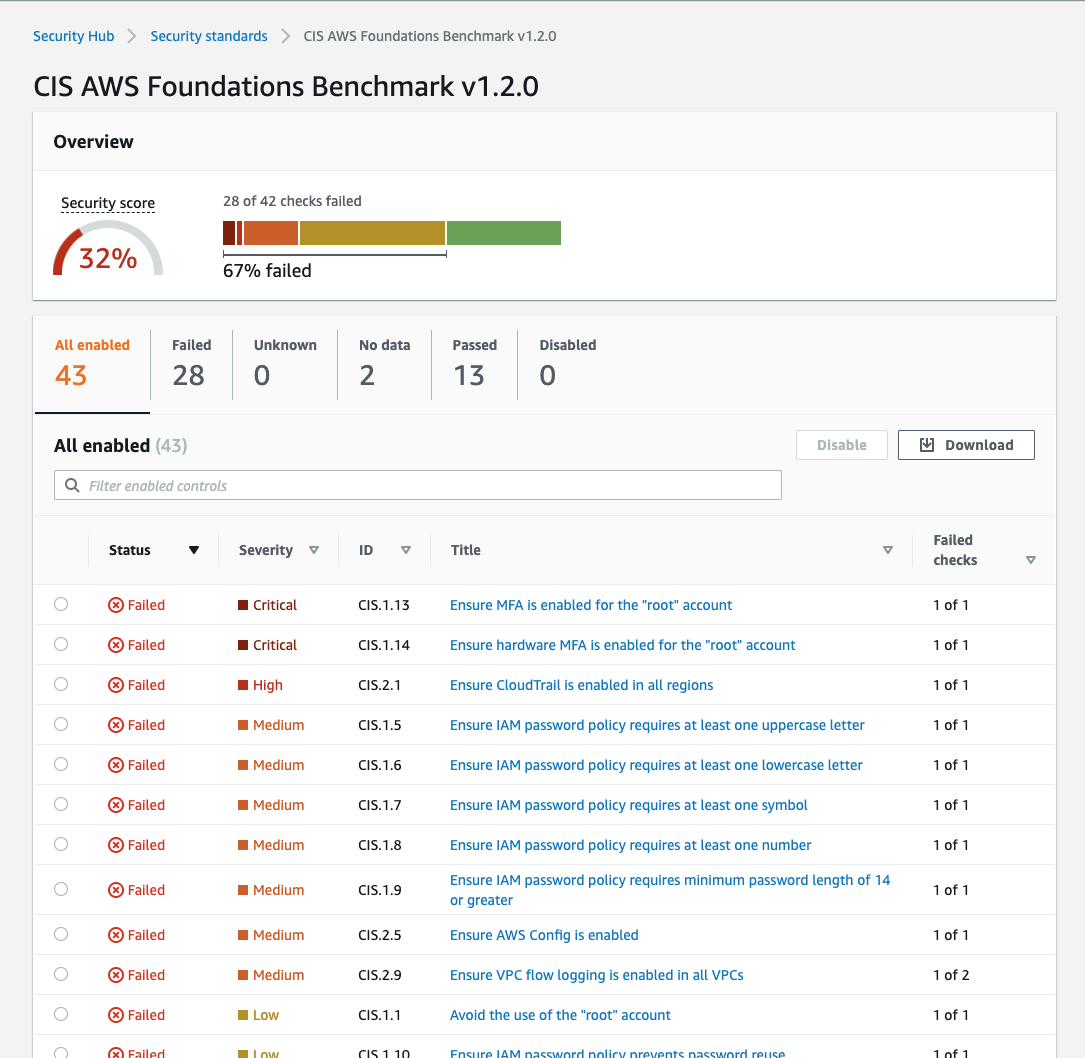 Security Hub > Security standards > CIS AWS Foundations Benchmark v1.2.0
CIS AWS Foundations Benchmark v1.2.0
Overview
Security score
32%
28 of 42 checks failed
67% failed
All enabled
43
Failed
28
Unknown
0
No data
2
Passed
13
Disabled
0
All enabled (43)
Disable
Download
Filter enabled controls
Status Severity ID Title Failed checks
Failed Critical CIS.1.13 Ensure MFA is enabled for the "root" account 1 of 1
Failed Critical CIS.1.14 Ensure hardware MFA is enabled for the "root" account 1 of 1
Failed High CIS.2.1 Ensure CloudTrail is enabled in all regions 1 of 1
Failed Medium CIS.1.5 Ensure IAM password policy requires at least one uppercase letter 1 of 1
Failed Medium CIS.1.6 Ensure IAM password policy requires at least one lowercase letter 1 of 1
Failed Medium CIS.1.7 Ensure IAM password policy requires at least one symbol 1 of 1
Failed Medium CIS.1.8 Ensure IAM password policy requires at least one number 1 of 1
Failed Medium CIS.1.9 Ensure IAM password policy requires minimum password length of 14
or greater 1 of 1
Failed Medium CIS.2.5 Ensure AWS Config is enabled 1 of 1
Failed Medium CIS.2.9 Ensure VPC flow logging is enabled in all VPCs 1 of 2
Failed Low CIS.1.1 Avoid the use of the "root" account 1 of 1
Failed Low CIS.1.10 Ensure IAM password policy prevents password reuse 1 of 1